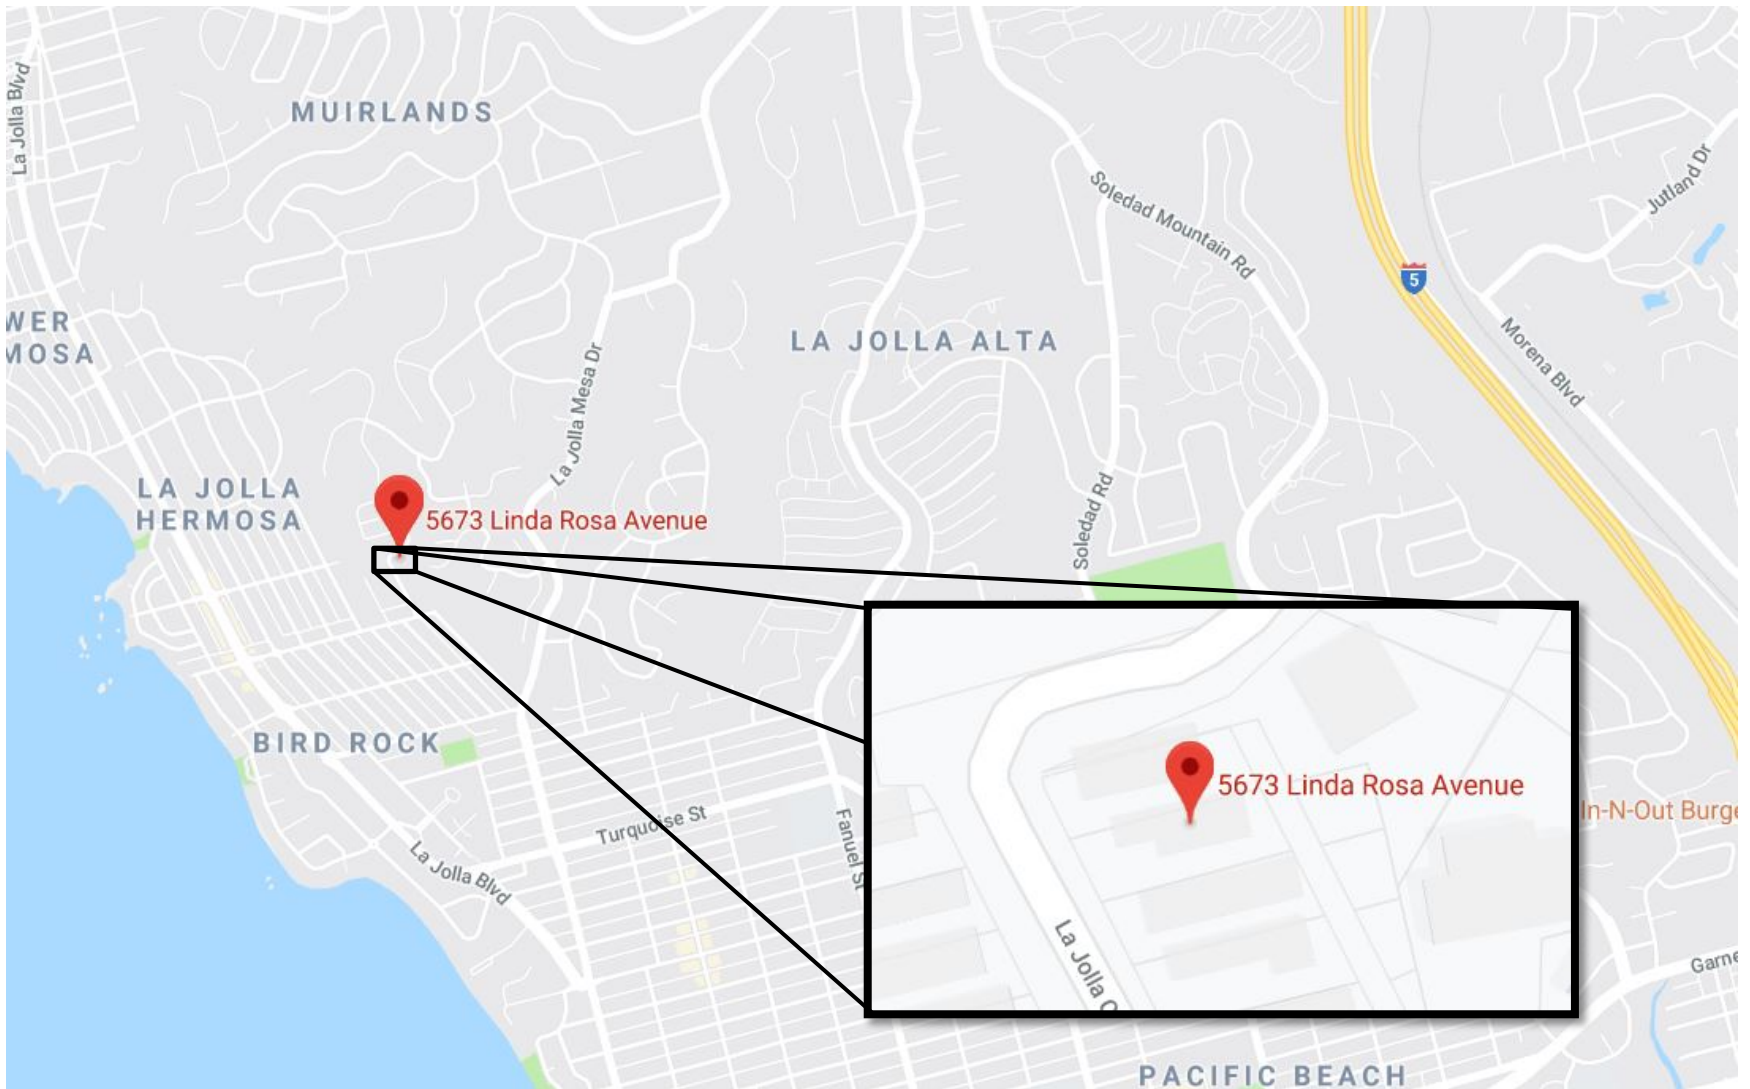 La Jolla Blvd
MUIRLANDS
Soledad Mountain Rd
Jutland Dr
5
WER
MOSA
LA JOLLA ALTA
Morena Blvd
La Jolla Mesa Dr
LA JOLLA
HERMOSA
5673 Linda Rosa Avenue
Soledad Rd
BIRD ROCK
5673 Linda Rosa Avenue
In-N-Out Burge
Turquoise St
Fanuel St
La Jolla Blvd
La Jolla C
Garne
PACIFIC BEACH